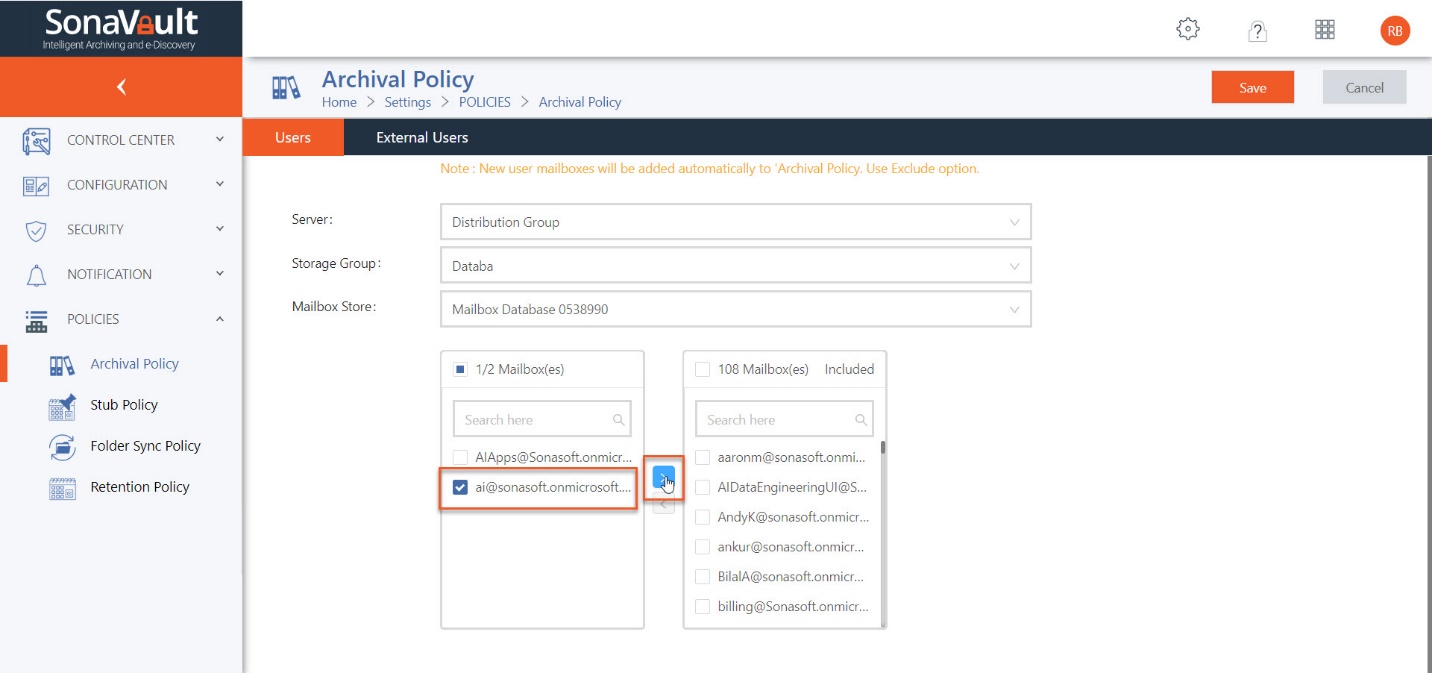 SonaVault
Intelligent Archiving and e-Discovery
?
RB
Archival Policy
Home > Settings > POLICIES > Archival Policy
Save
Cancel
CONTROL CENTER
CONFIGURATION
SECURITY
NOTIFICATION
POLICIES
Archival Policy
Stub Policy
Folder Sync Policy
Retention Policy
Users
External Users
Note : New user mailboxes will be added automatically to 'Archival Policy. Use Exclude option.
Server:
Distribution Group
Storage Group:
Databa
Mailbox Store:
Mailbox Database 0538990
1/2 Mailbox(es)
Search here
AIApps@Sonasoft.onmicr...
ai@sonasoft.onmicrosoft....
108 Mailbox(es) Included
Search here
aaronm@sonasoft.onmi...
AIDataEngineeringUI@S...
AndyK@sonasoft.onmicr...
ankur@sonasoft.onmicr...
BilalA@sonasoft.onmicr...
billing@Sonasoft.onmicr...